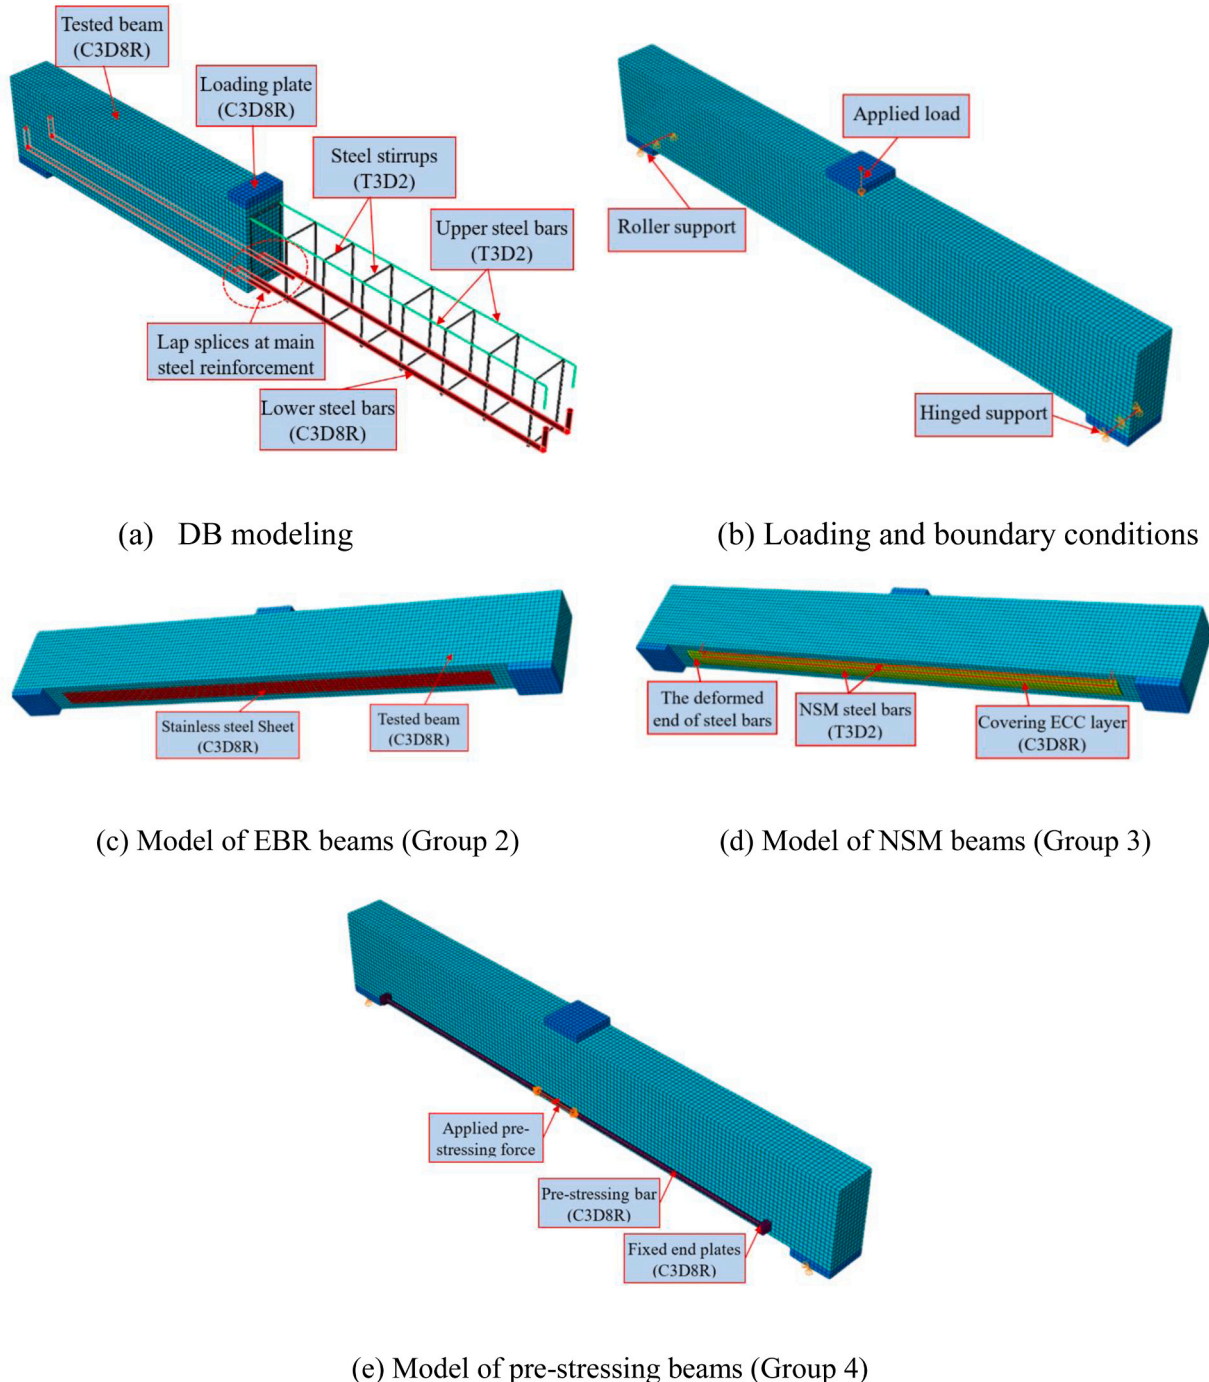 Tested beam
(C3D8R)
Loading plate
(C3D8R)
Steel stirrups
(T3D2)
Upper steel bars
(T3D2)
Lap splices at main
steel reinforcement
Lower steel bars
(C3D8R)
(a) DB modeling
Applied load
Roller support
Hinged support
(b) Loading and boundary conditions
Stainless steel Sheet
(C3D8R)
Tested beam
(C3D8R)
(c) Model of EBR beams (Group 2)
The deformed
end of steel bars
NSM steel bars
(T3D2)
Covering ECC layer
(C3D8R)
(d) Model of NSM beams (Group 3)
Applied pre-
stressing force
Pre-stressing bar
(C3D8R)
Fixed end plates
(C3D8R)
(e) Model of pre-stressing beams (Group 4)